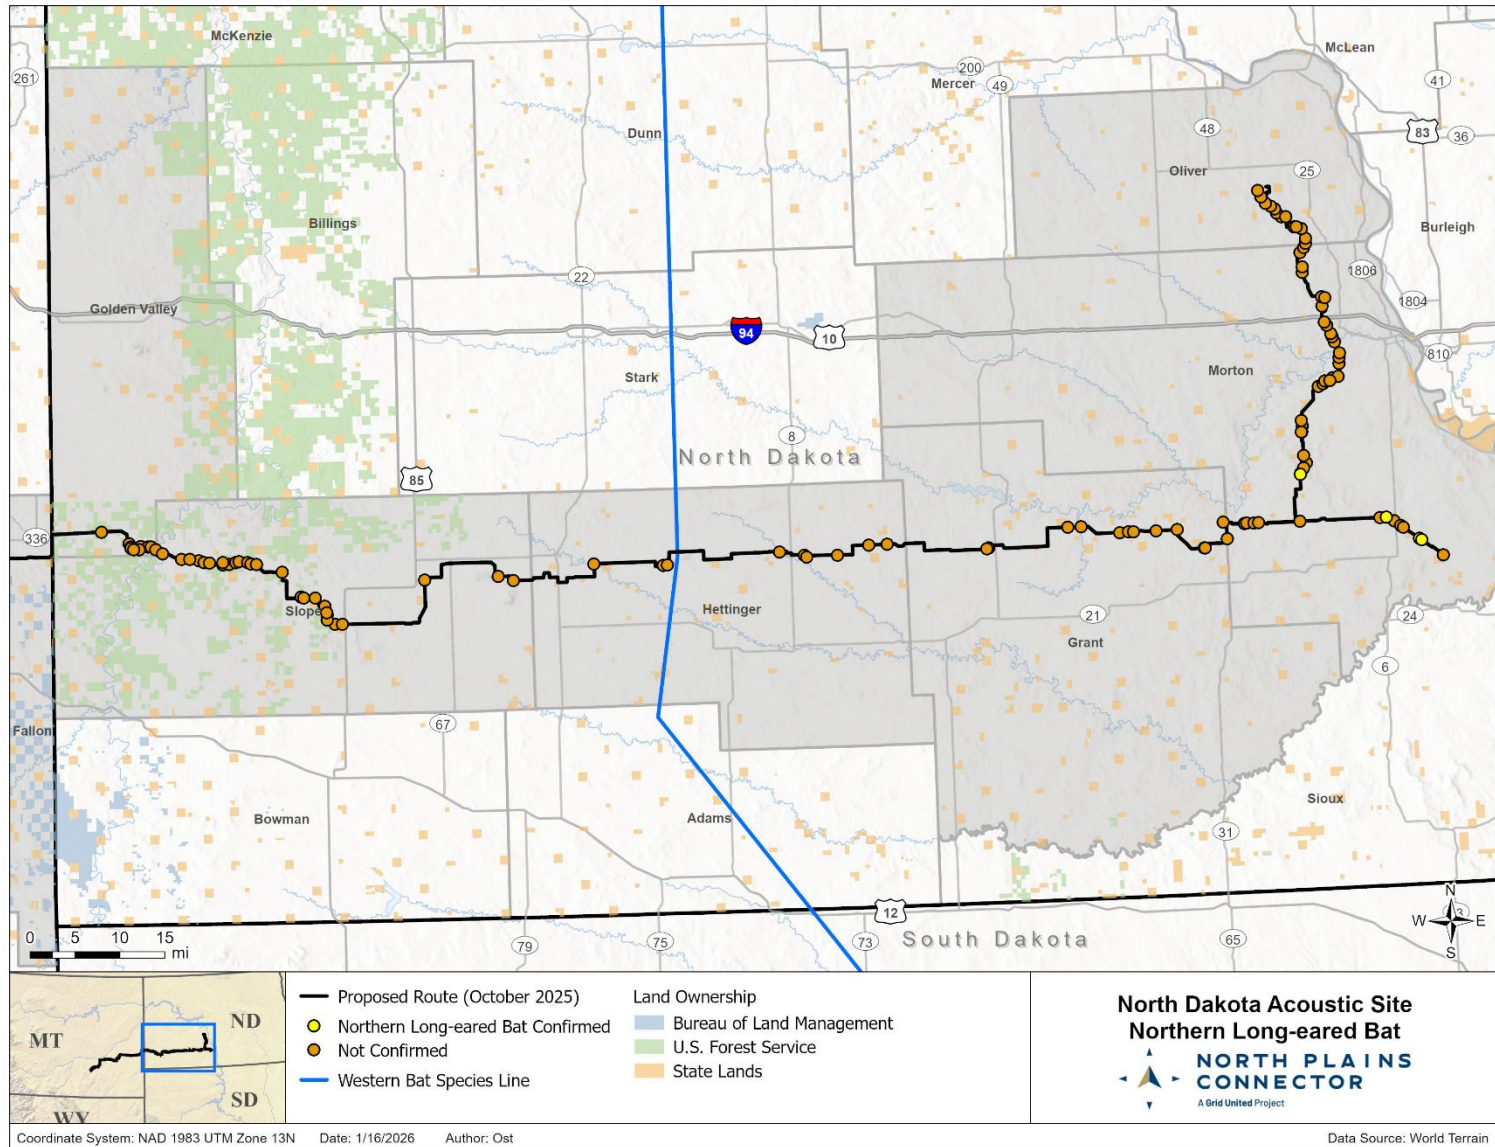 McKenzie
McLean
261
200
Mercer
49
41
Dunn
48
83
36
Oliver
25
Billings
Burleigh
22
1806
1804
Golden Valley
94
10
810
Stark
Morton
8
North Dakota
85
336
Slope
Hettinger
21
24
Grant
6
67
Fallon
Bowman
Adams
Sioux
31
N
W
E
S
12
0 5 10 15
mi
79
75
73
South Dakota
65
MT
ND
SD
WY
Proposed Route (October 2025)
Northern Long-eared Bat Confirmed
Not Confirmed
Western Bat Species Line
Land Ownership
Bureau of Land Management
U.S. Forest Service
State Lands
North Dakota Acoustic Site
Northern Long-eared Bat
NORTH PLAINS
CONNECTOR
A Grid United Project
Coordinate System: NAD 1983 UTM Zone 13N Date: 1/16/2026 Author: Ost
Data Source: World Terrain